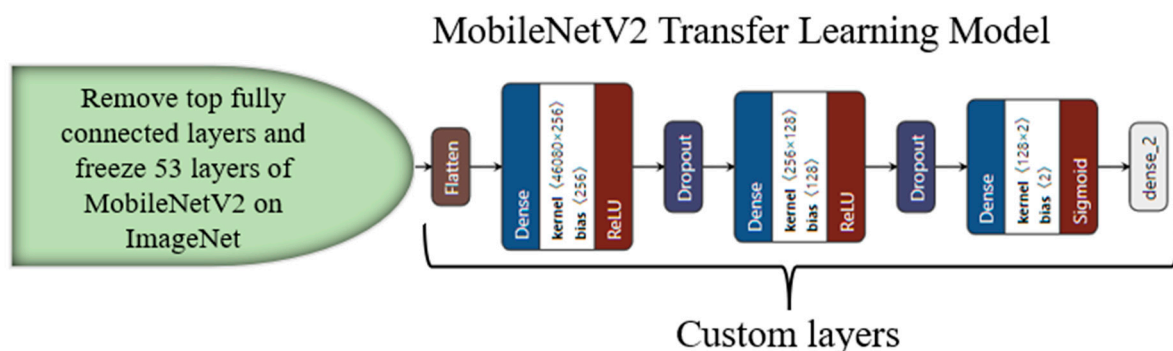 MobileNetV2 Transfer Learning Model
Remove top fully
connected layers and
freeze 53 layers of
MobileNetV2 on
ImageNet
Flatten
Dense
kernel ⟨46080×256⟩
bias ⟨256⟩
ReLU
Dropout
Dense
kernel ⟨256×128⟩
bias ⟨128⟩
ReLU
Dropout
Dense
kernel ⟨128×2⟩
bias ⟨2⟩
Sigmoid
dense_2
Custom layers